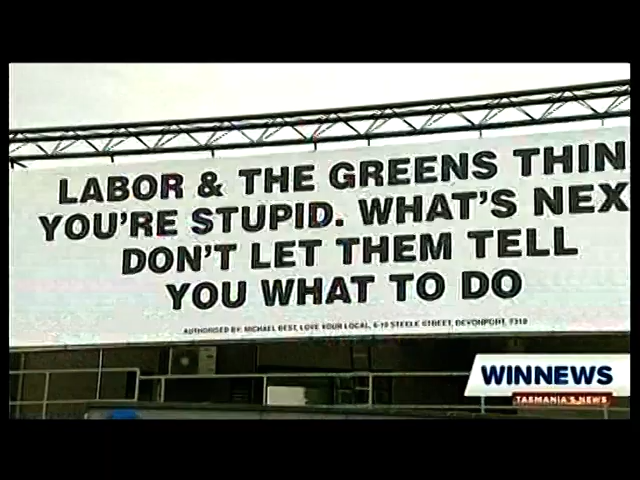 LABOR & THE GREENS THIN
YOU'RE STUPID. WHAT'S NEX
DON'T LET THEM TELL
YOU WHAT TO DO
AUTHORISED BY: MICHAEL BEST, LOVE YOUR LOCAL, 6-10 STEELE STREET, DEVONPORT, 7310
WINNEWS
TASMANIA'S NEWS